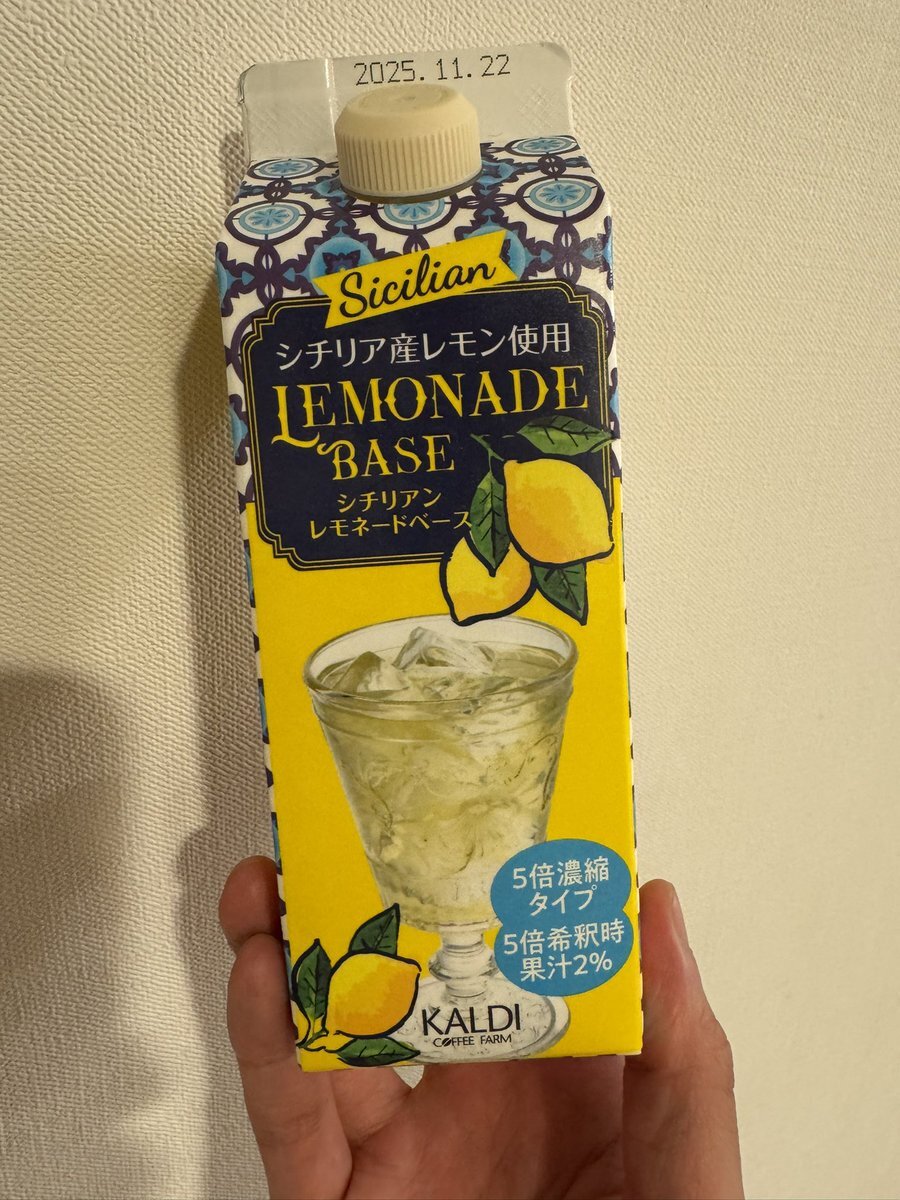 2025.11.22
Sicilian
シチリア産レモン使用
LEMONADE
BASE
シチリアン
レモネードベース
5倍濃縮
タイプ
5倍希釈時
果汁2%
KALDI
COFFEE FARM